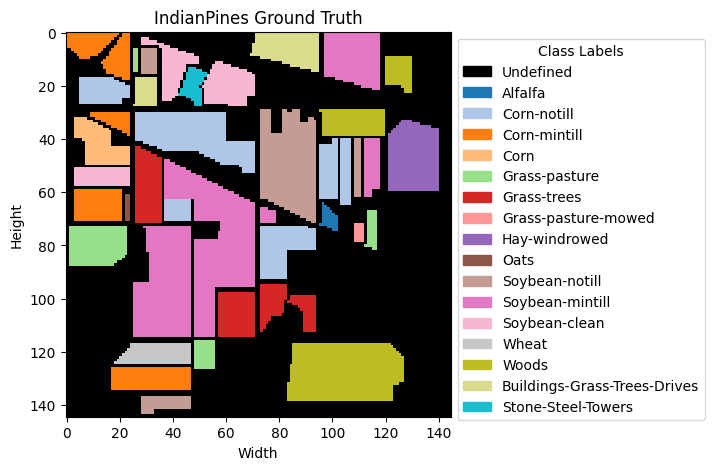 IndianPines Ground Truth
0
20
40
60
80
100
120
140
Height
0 20 40 60 80 100 120 140
Width
Class Labels
Undefined
Alfalfa
Corn-notill
Corn-mintill
Corn
Grass-pasture
Grass-trees
Grass-pasture-mowed
Hay-windrowed
Oats
Soybean-notill
Soybean-mintill
Soybean-clean
Wheat
Woods
Buildings-Grass-Trees-Drives
Stone-Steel-Towers